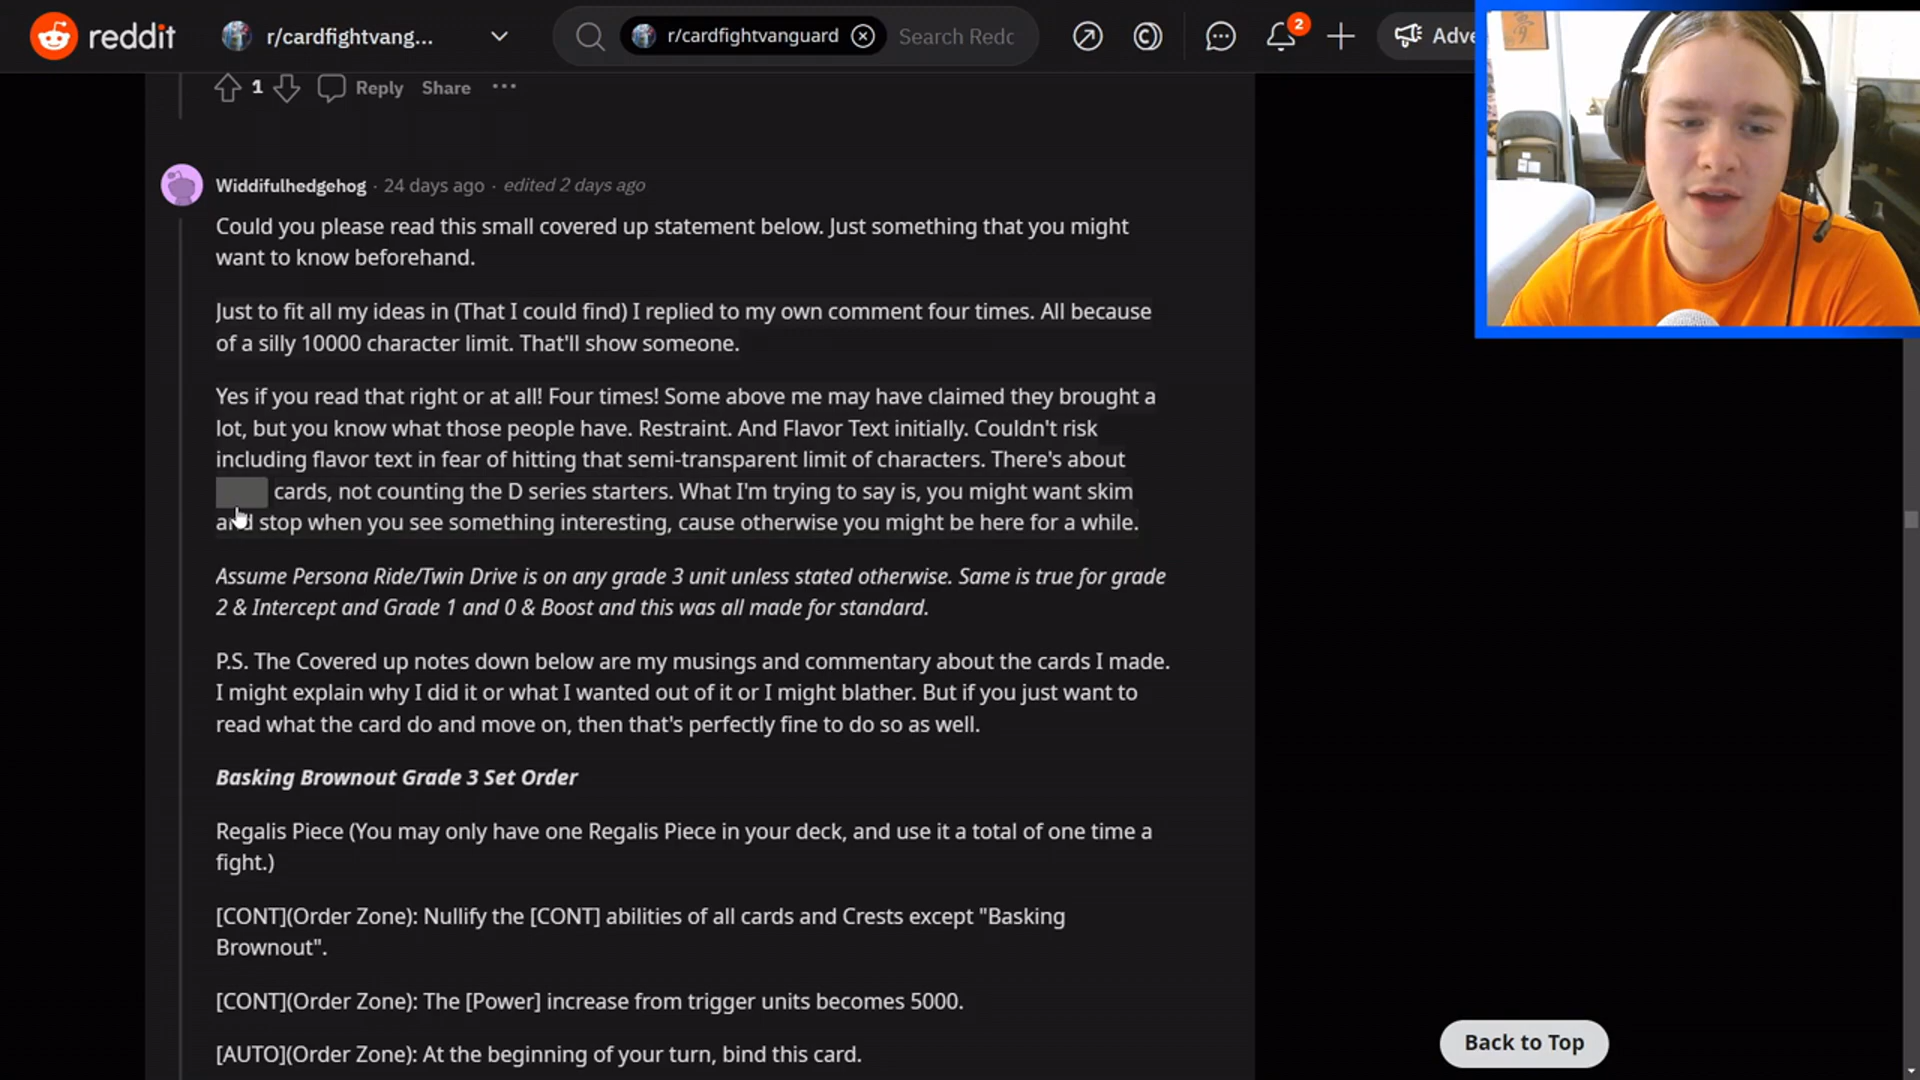 reddit r/cardfightvang... r/cardfightvanguard Search Redc 2 Adve
1 Reply Share ...
Widdifulhedgehog · 24 days ago · edited 2 days ago
Could you please read this small covered up statement below. Just something that you might
want to know beforehand.
Just to fit all my ideas in (That I could find) I replied to my own comment four times. All because
of a silly 10000 character limit. That'll show someone.
Yes if you read that right or at all! Four times! Some above me may have claimed they brought a
lot, but you know what those people have. Restraint. And Flavor Text initially. Couldn't risk
including flavor text in fear of hitting that semi-transparent limit of characters. There's about
cards, not counting the D series starters. What I'm trying to say is, you might want skim
and stop when you see something interesting, cause otherwise you might be here for a while.
Assume Persona Ride/Twin Drive is on any grade 3 unit unless stated otherwise. Same is true for grade
2 & Intercept and Grade 1 and 0 & Boost and this was all made for standard.
P.S. The Covered up notes down below are my musings and commentary about the cards I made.
I might explain why I did it or what I wanted out of it or I might blather. But if you just want to
read what the card do and move on, then that's perfectly fine to do so as well.
Basking Brownout Grade 3 Set Order
Regalis Piece (You may only have one Regalis Piece in your deck, and use it a total of one time a
fight.)
[CONT](Order Zone): Nullify the [CONT] abilities of all cards and Crests except "Basking
Brownout".
[CONT](Order Zone): The [Power] increase from trigger units becomes 5000.
[AUTO](Order Zone): At the beginning of your turn, bind this card.
Back to Top